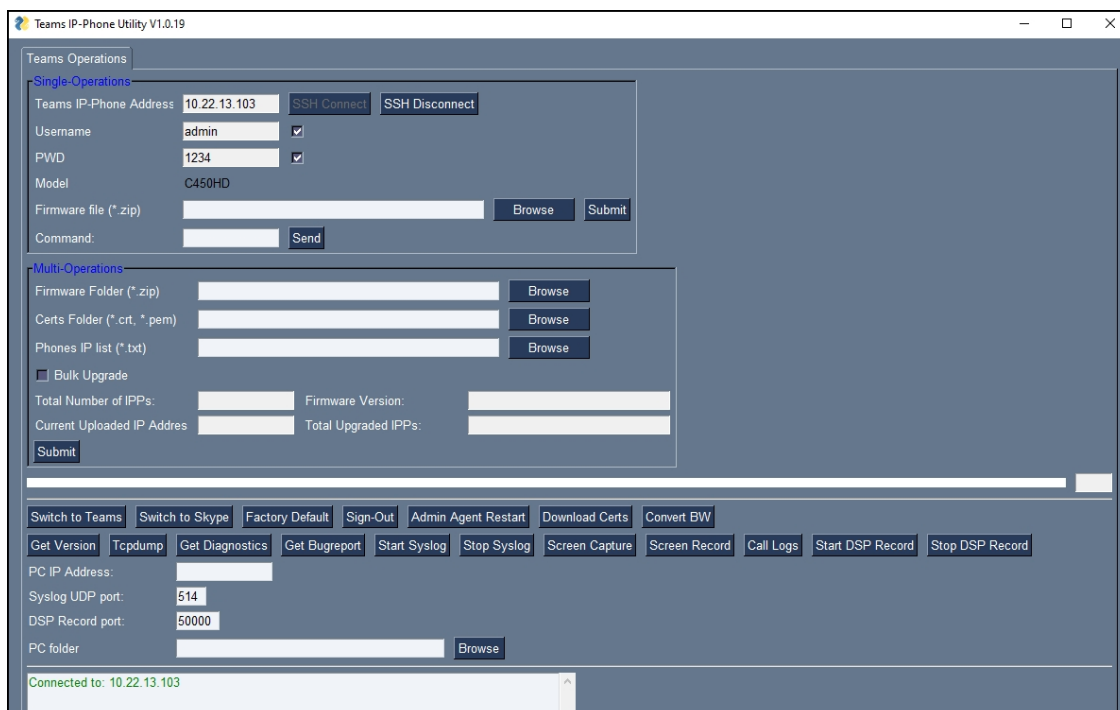 Teams IP-Phone Utility V1.0.19
Teams Operations
Single-Operations
Teams IP-Phone Address 10.22.13.103 SSH Connect SSH Disconnect
Username admin
PWD 1234
Model C450HD
Firmware file (*.zip) Browse Submit
Command: Send
Multi-Operations
Firmware Folder (*.zip) Browse
Certs Folder (*.crt, *.pem) Browse
Phones IP list (*.txt) Browse
Bulk Upgrade
Total Number of IPPs: Firmware Version:
Current Uploaded IP Addres Total Upgraded IPPs:
Submit
Switch to Teams Switch to Skype Factory Default Sign-Out Admin Agent Restart Download Certs Convert BW
Get Version Tcpdump Get Diagnostics Get Bugreport Start Syslog Stop Syslog Screen Capture Screen Record Call Logs Start DSP Record Stop DSP Record
PC IP Address:
Syslog UDP port: 514
DSP Record port: 50000
PC folder Browse
Connected to: 10.22.13.103